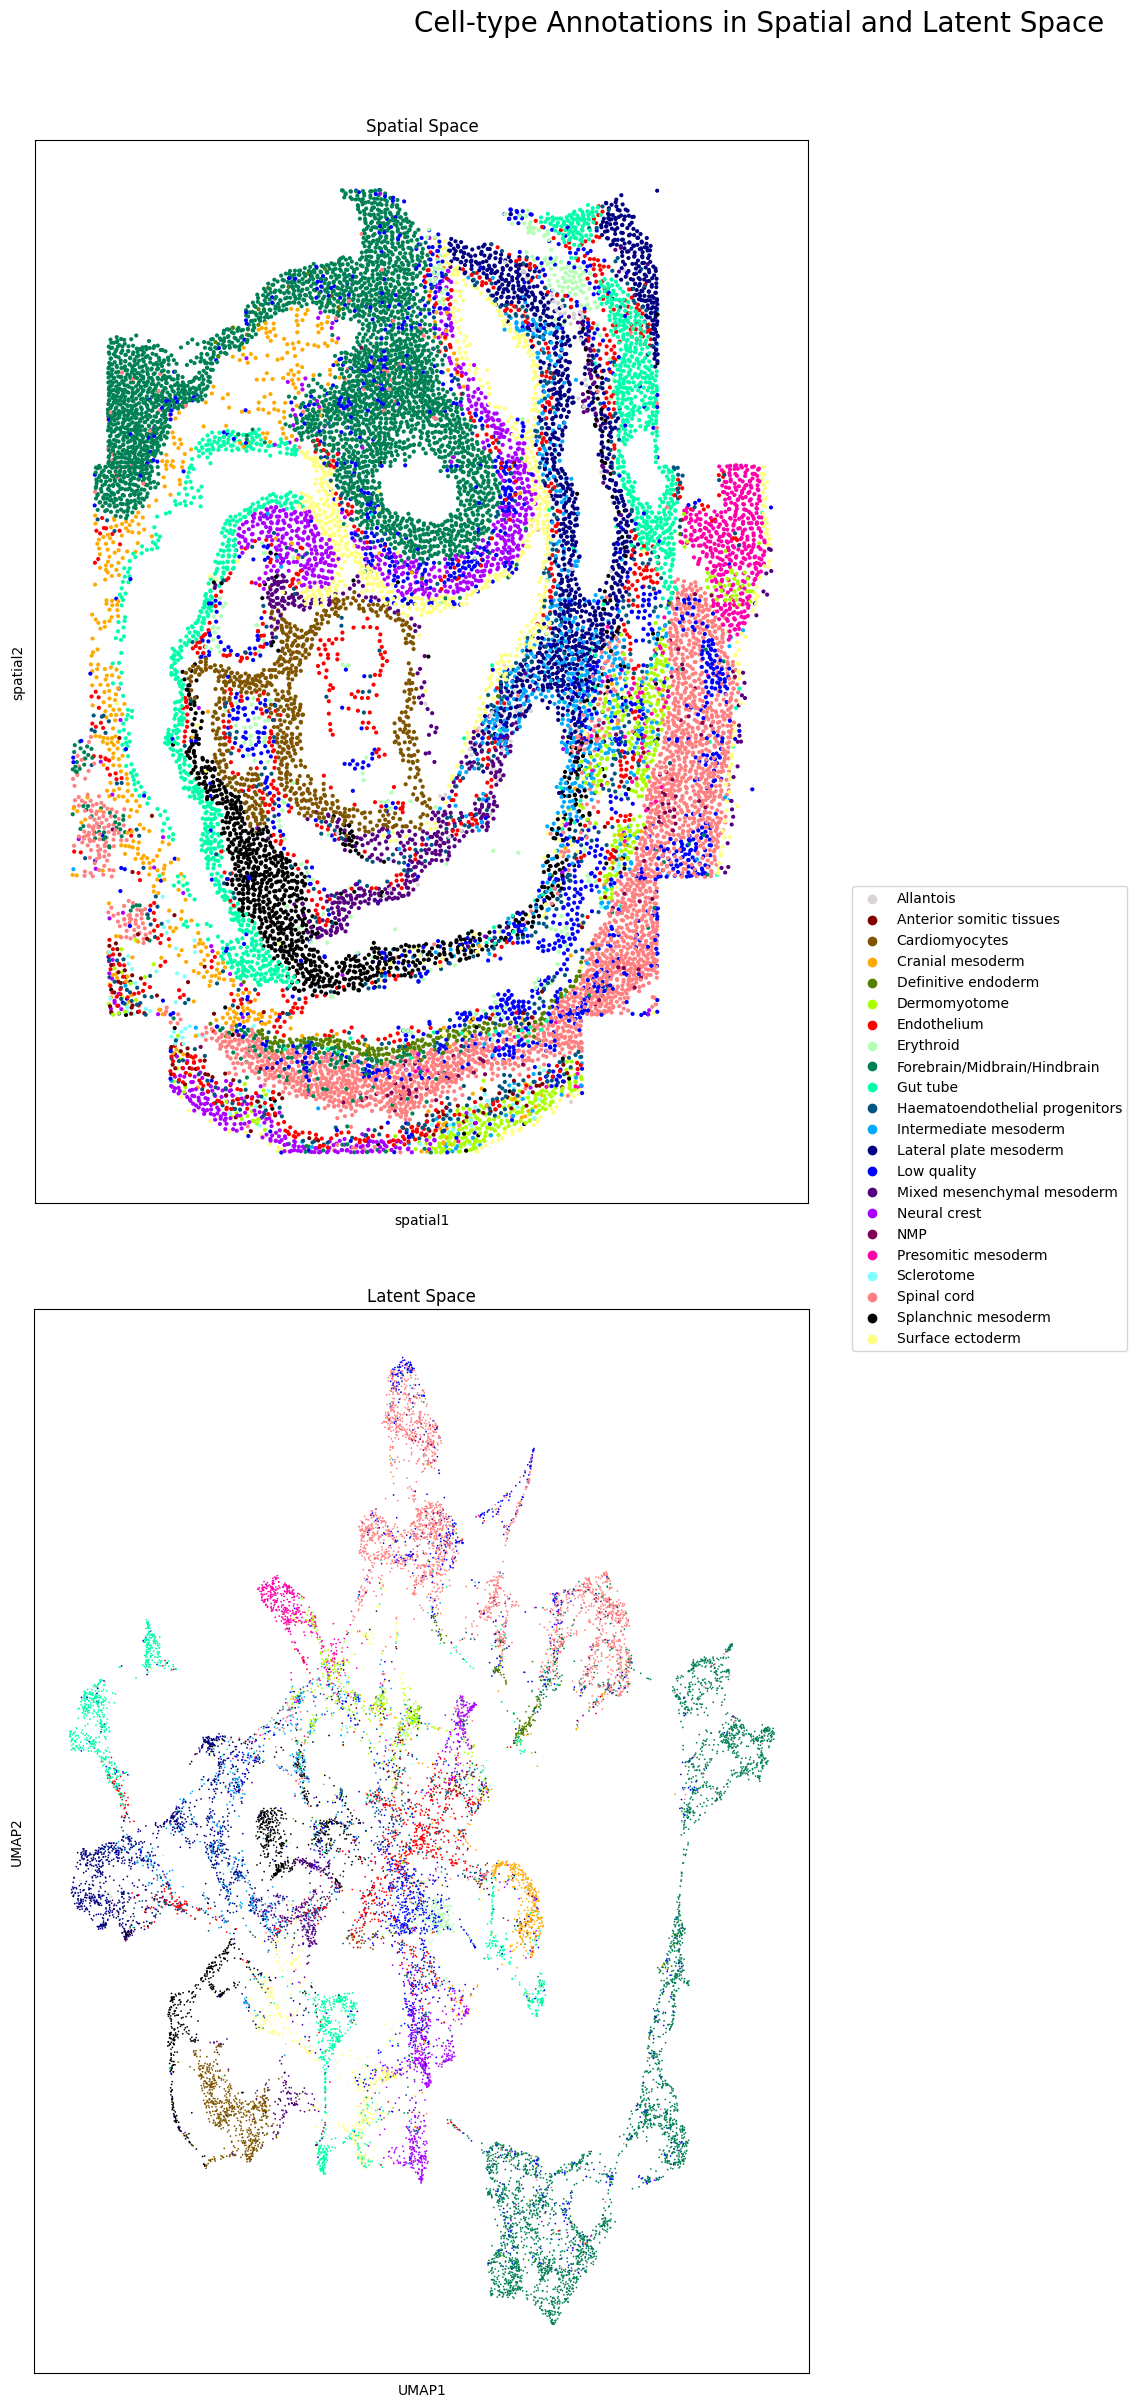 Cell-type Annotations in Spatial and Latent Space
Spatial Space
spatial2
spatial1
Allantois
Anterior somitic tissues
Cardiomyocytes
Cranial mesoderm
Definitive endoderm
Dermomyotome
Endothelium
Erythroid
Forebrain/Midbrain/Hindbrain
Gut tube
Haematoendothelial progenitors
Intermediate mesoderm
Lateral plate mesoderm
Low quality
Mixed mesenchymal mesoderm
Neural crest
NMP
Presomitic mesoderm
Sclerotome
Spinal cord
Splanchnic mesoderm
Surface ectoderm
Latent Space
UMAP2
UMAP1